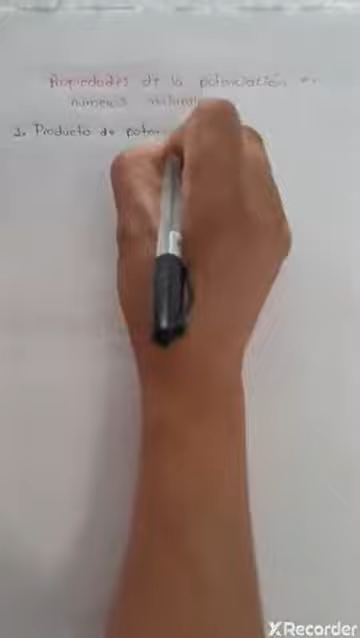 Propiedades de la potenciación en
números
1. Producto de
XRecorder